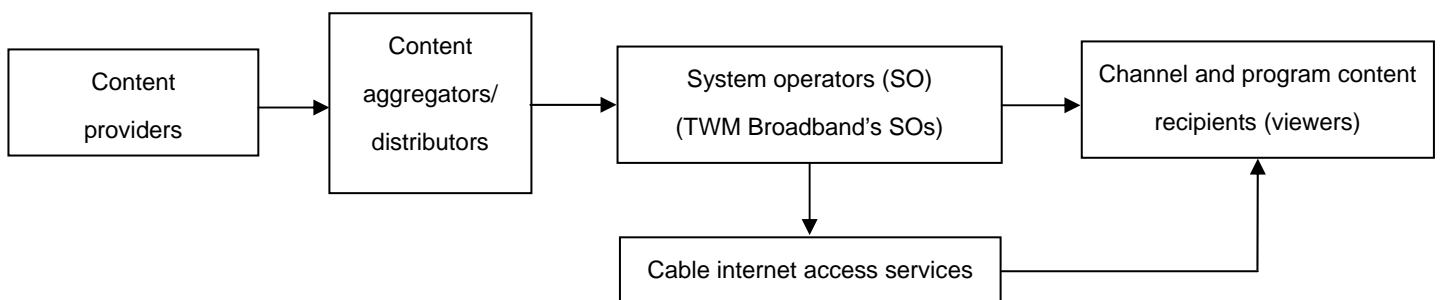 Content
providers
Content
aggregators/
distributors
System operators (SO)
(TWM Broadband's SOs)
Channel and program content
recipients (viewers)
Cable internet access services